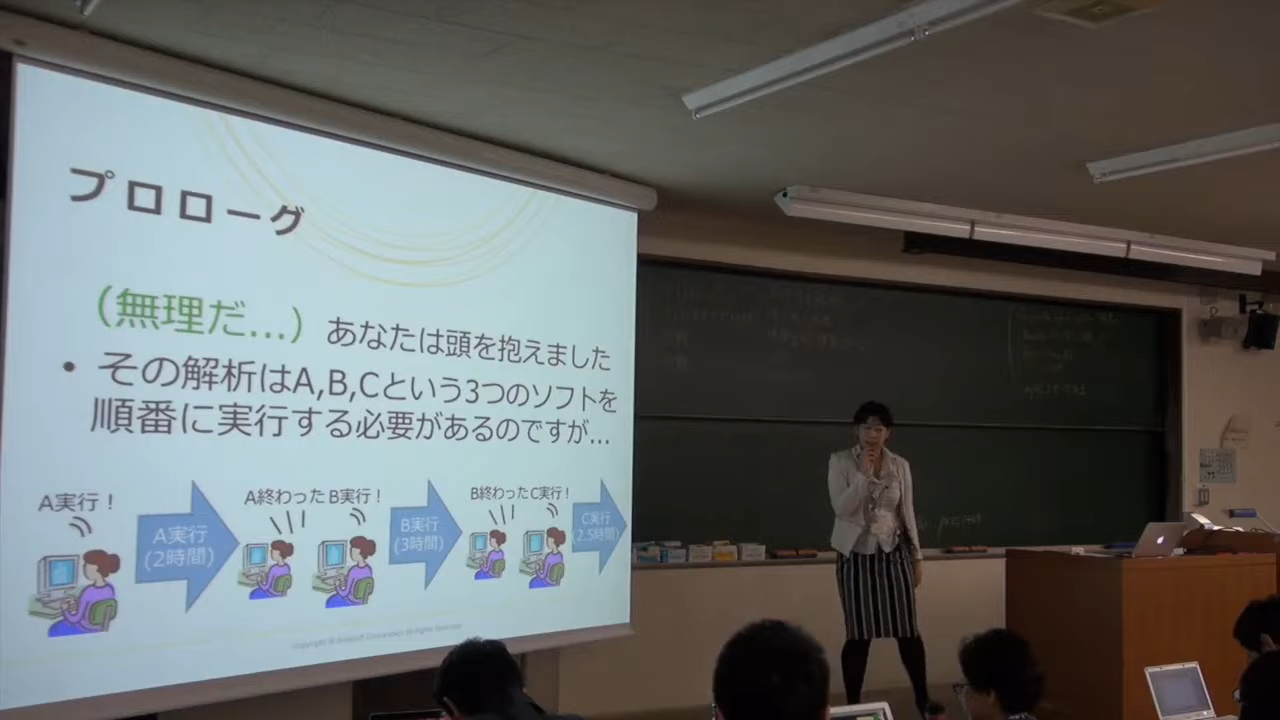 プロローグ
(無理だ…) あなたは頭を抱えました
• その解析はA,B,Cという3つのソフトを
順番に実行する必要があるのですが…
A実行！
A実行
(2時間)
A終わった B実行！
B実行
(3時間)
B終わった C実行！
C実行
(2.5時間)